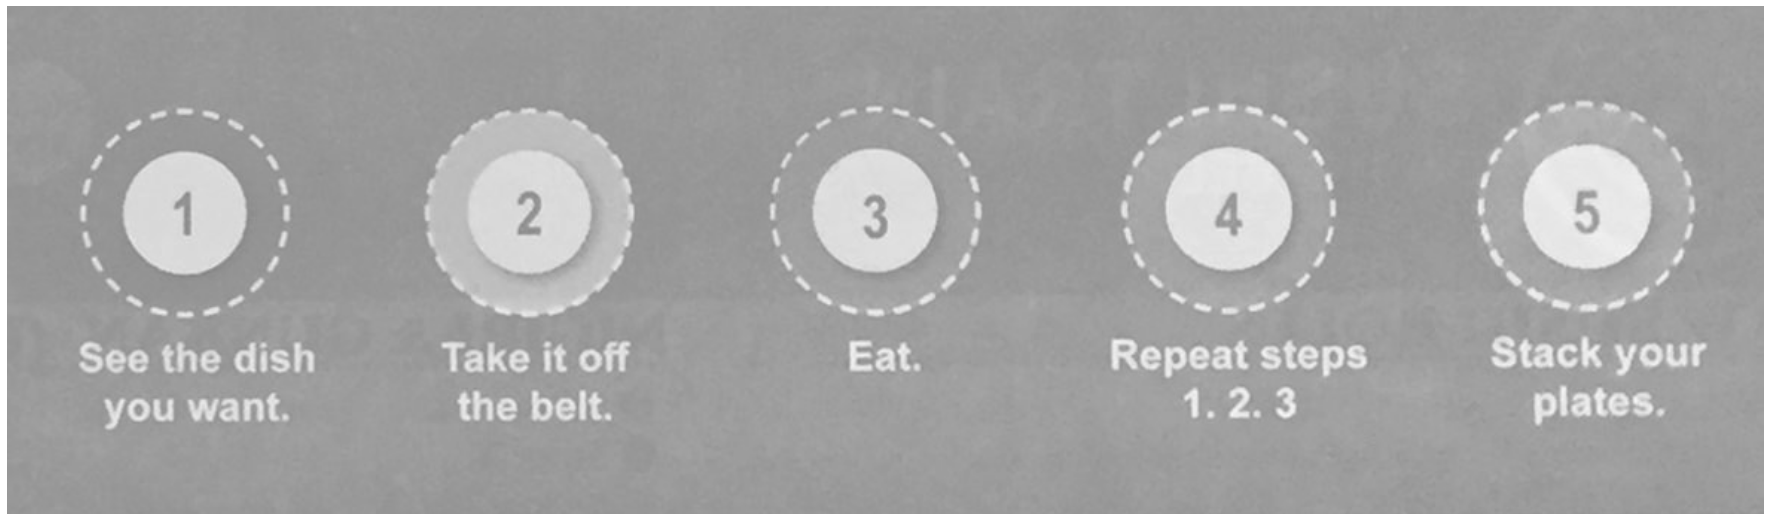 1
See the dish
you want.
2
Take it off
the belt.
3
Eat.
4
Repeat steps
1. 2. 3
5
Stack your
plates.